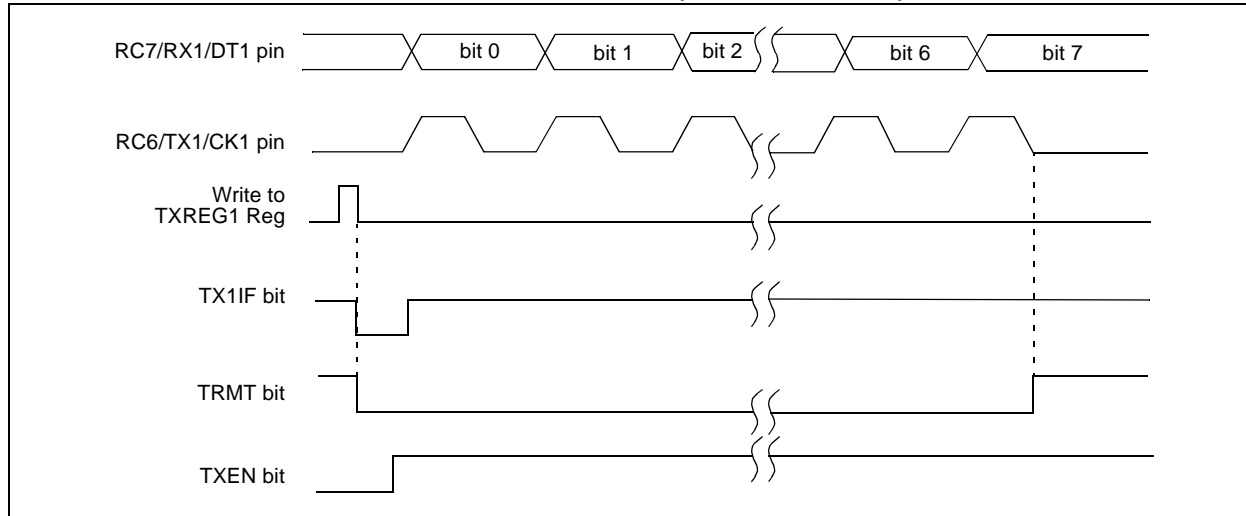 RC7/RX1/DT1 pin
bit 0
bit 1
bit 2
bit 6
bit 7
RC6/TX1/CK1 pin
Write to
TXREG1 Reg
TX1IF bit
TRMT bit
TXEN bit